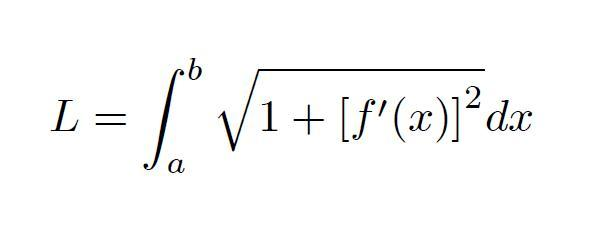 L = ∫_a^b √(1 + [f′(x)]²) dx